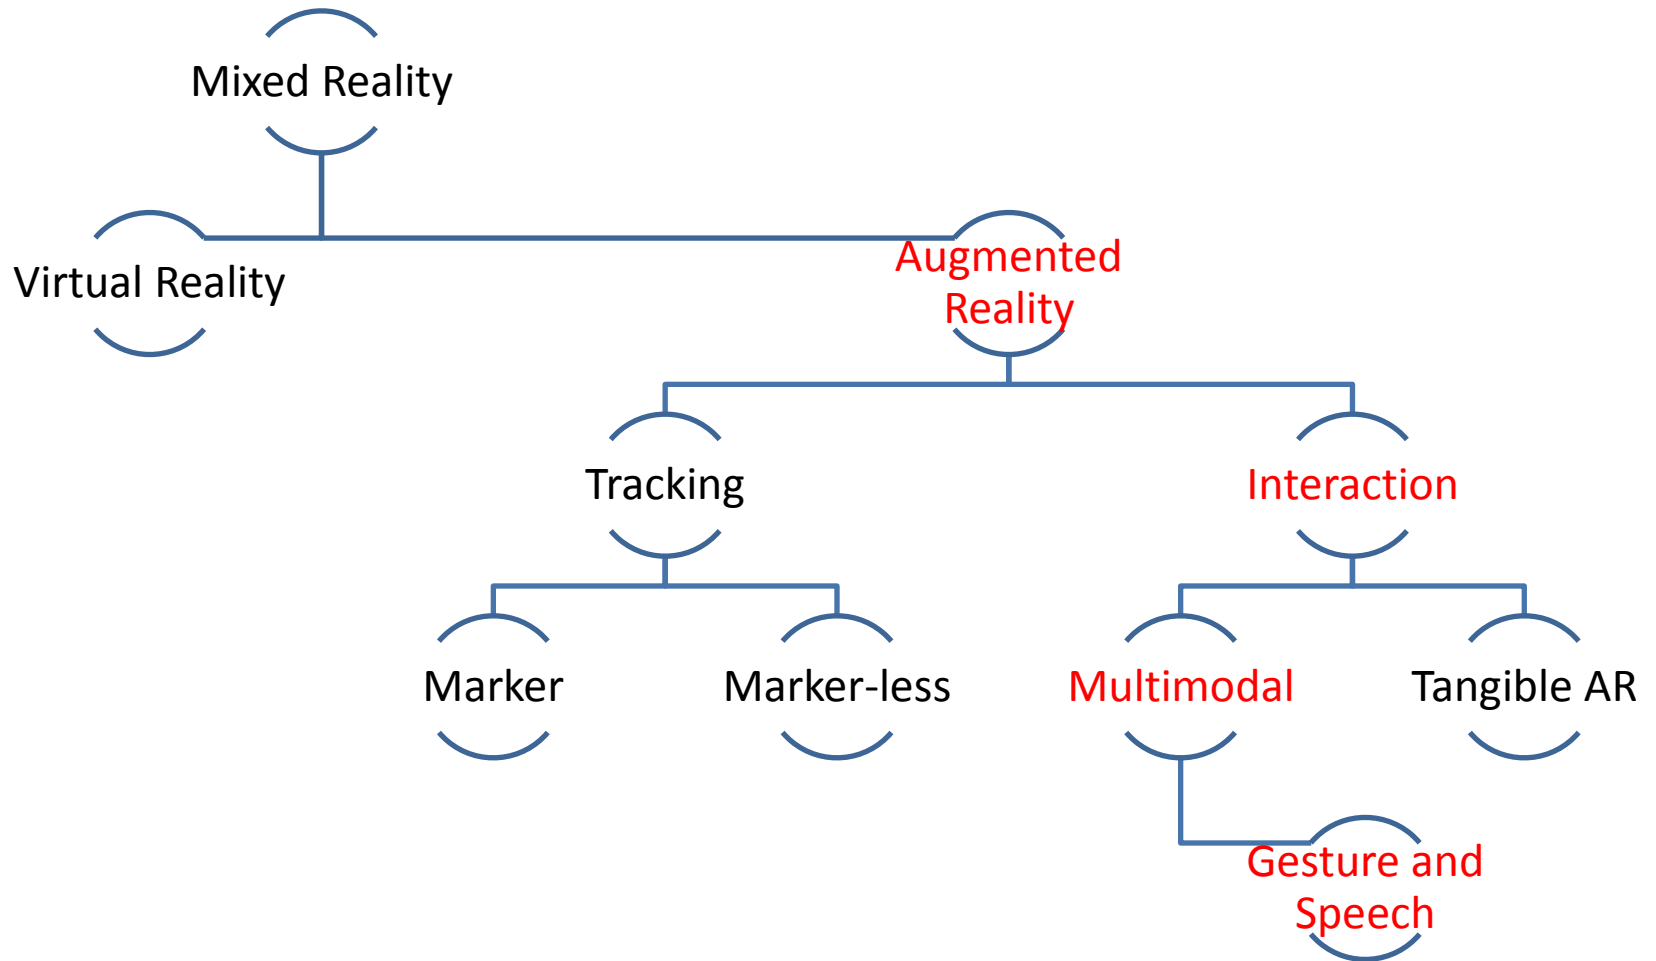 Mixed Reality
Virtual Reality
Augmented
Reality
Tracking
Interaction
Marker
Marker-less
Multimodal
Tangible AR
Gesture and
Speech